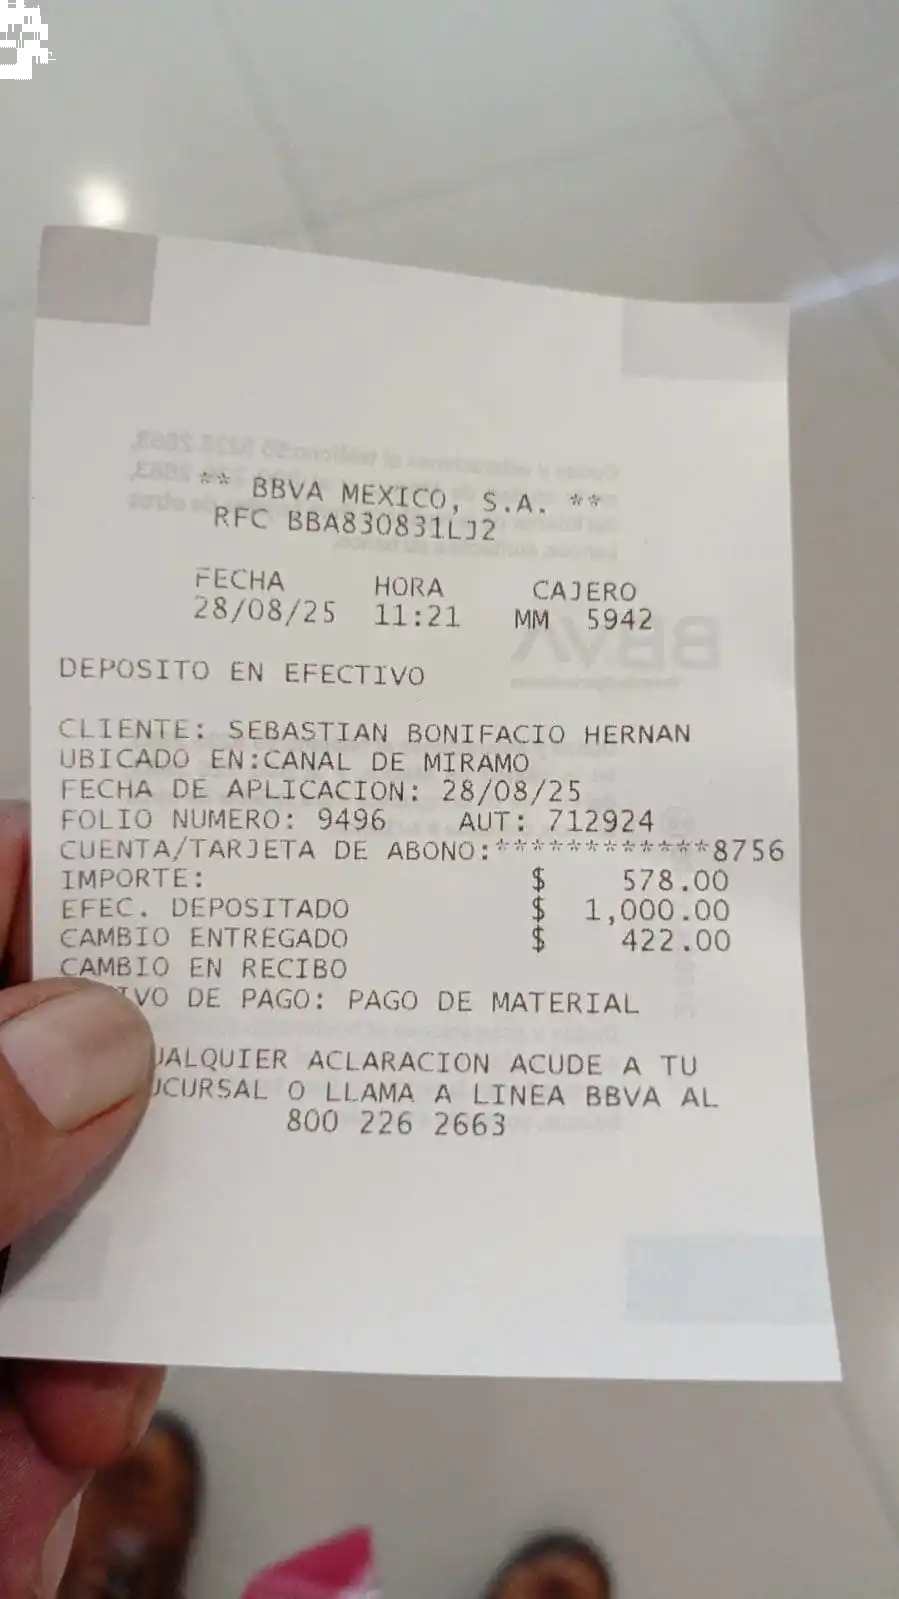 ** BBVA MEXICO, S.A. **
RFC BBA830831LJ2
FECHA HORA CAJERO
28/08/25 11:21 MM 5942
DEPOSITO EN EFECTIVO
CLIENTE: SEBASTIAN BONIFACIO HERNAN
UBICADO EN:CANAL DE MIRAMO
FECHA DE APLICACION: 28/08/25
FOLIO NUMERO: 9496 AUT: 712924
CUENTA/TARJETA DE ABONO:************8756
IMPORTE: $ 578.00
EFEC. DEPOSITADO $ 1,000.00
CAMBIO ENTREGADO $ 422.00
CAMBIO EN RECIBO
IVO DE PAGO: PAGO DE MATERIAL
UALQUIER ACLARACION ACUDE A TU
UCURSAL O LLAMA A LINEA BBVA AL
800 226 2663
BBVA